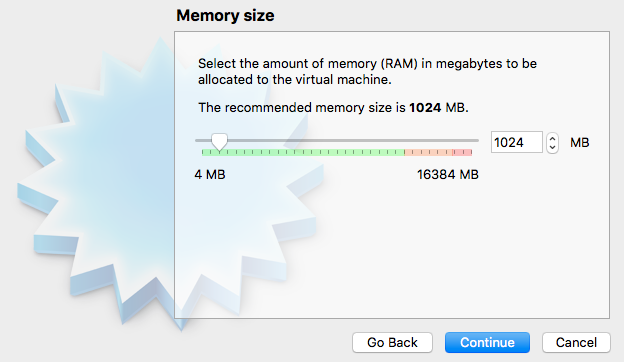 Memory size
Select the amount of memory (RAM) in megabytes to be
allocated to the virtual machine.
The recommended memory size is 1024 MB.
1024 MB
4 MB 16384 MB
Go Back Continue Cancel